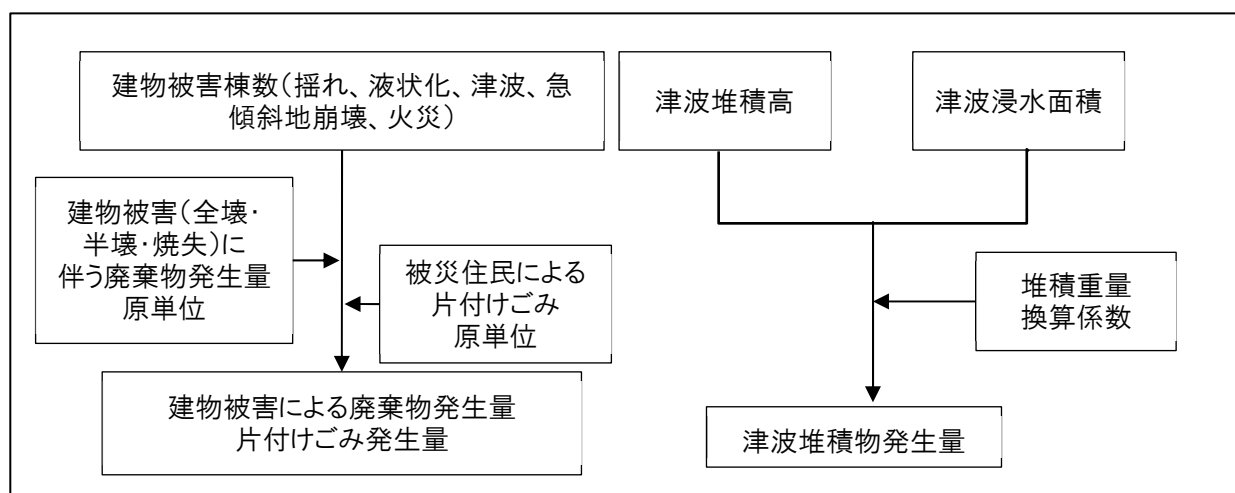 建物被害棟数（揺れ、液状化、津波、急
傾斜地崩壊、火災）
建物被害（全壊・
半壊・焼失）に
伴う廃棄物発生量
原単位
被災住民による
片付けごみ
原単位
建物被害による廃棄物発生量
片付けごみ発生量
津波堆積高
津波浸水面積
堆積重量
換算係数
津波堆積物発生量